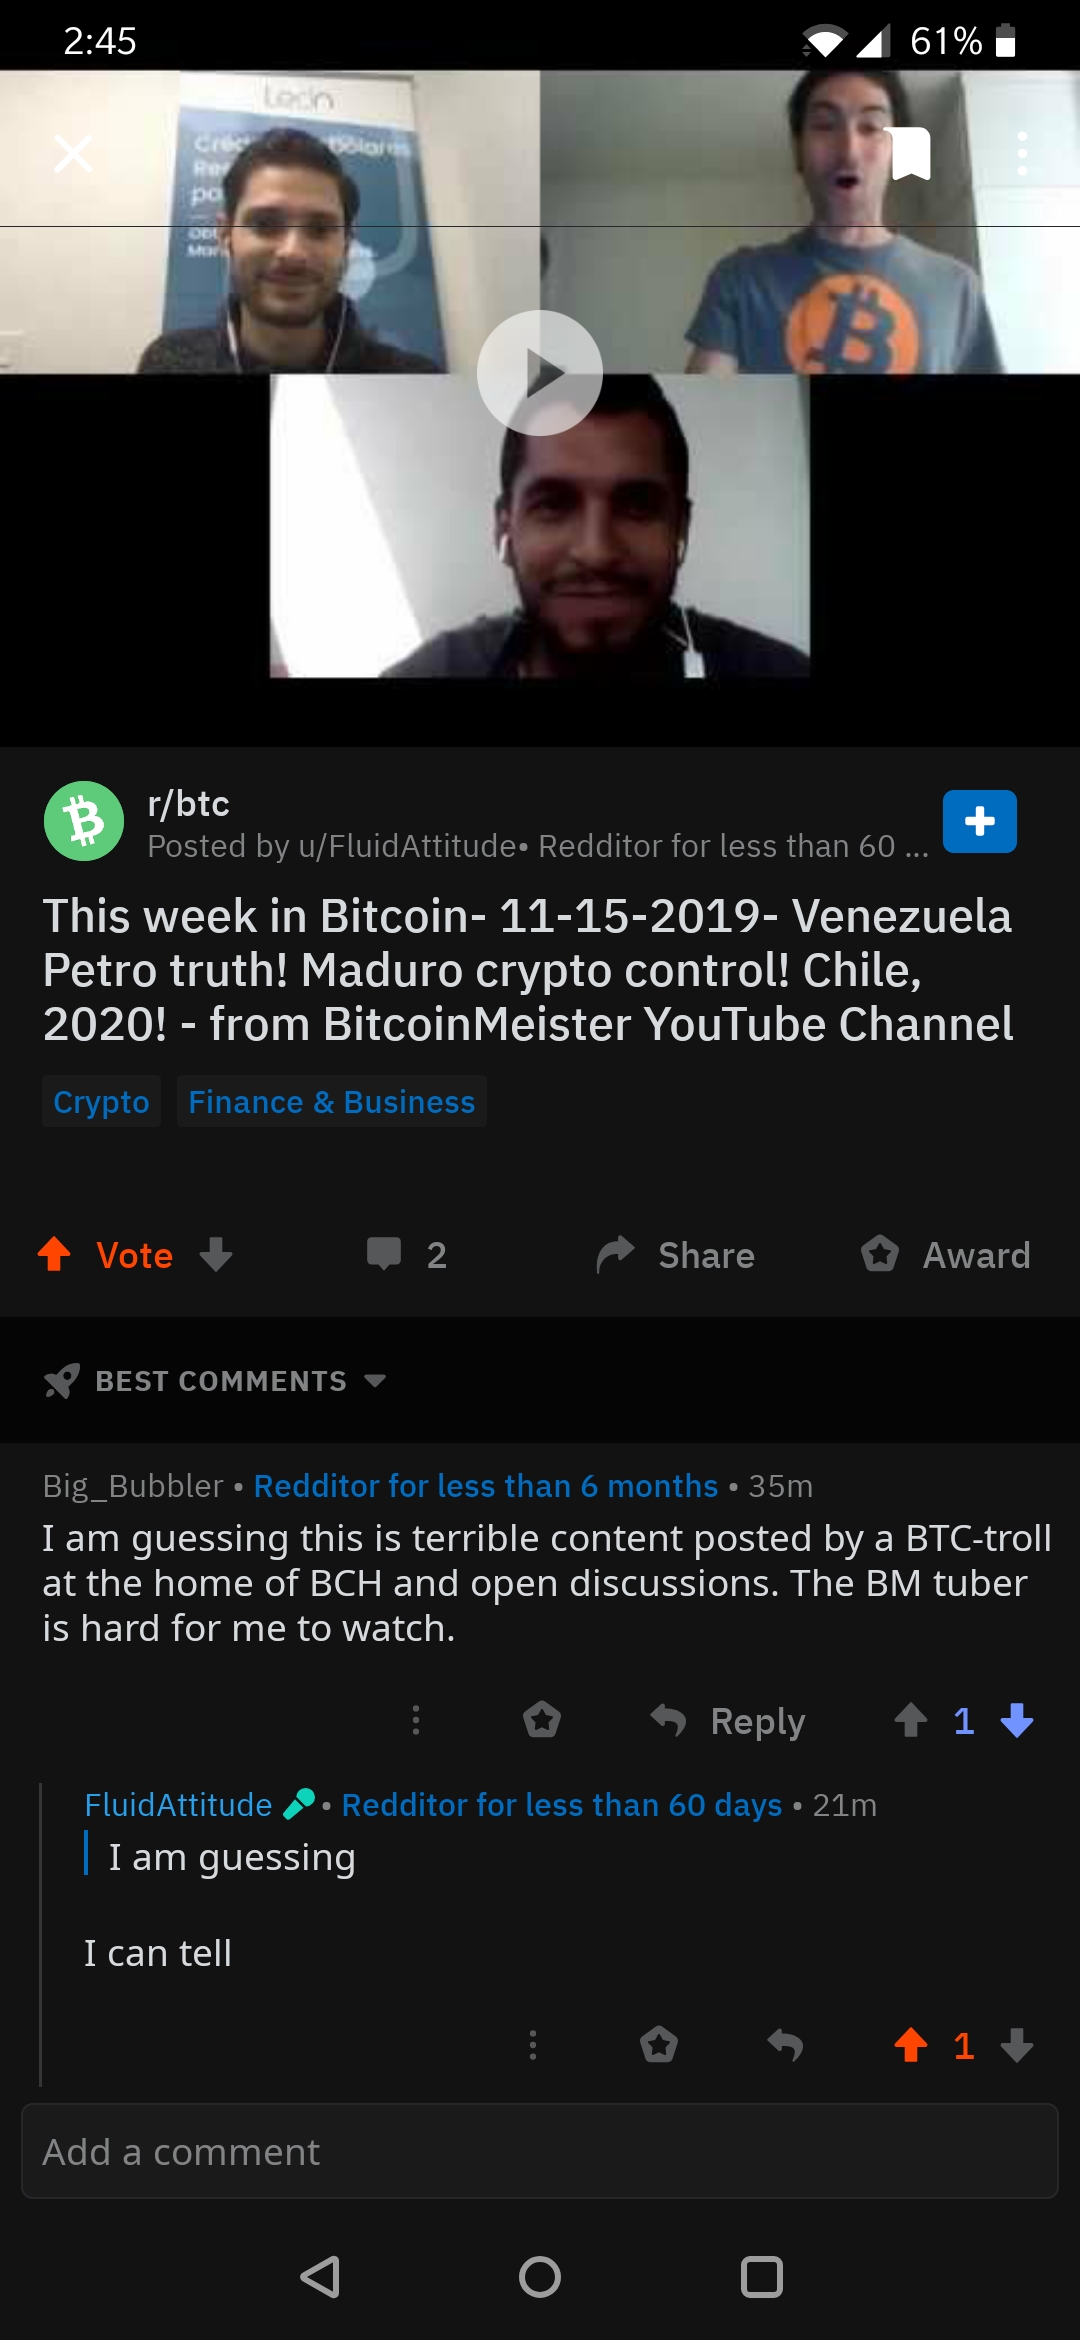 2:45
61%
Créd Dólares
Obt
r/btc
Posted by u/FluidAttitude• Redditor for less than 60 ...
This week in Bitcoin- 11-15-2019- Venezuela
Petro truth! Maduro crypto control! Chile,
2020! - from BitcoinMeister YouTube Channel
Crypto
Finance & Business
Vote
2
Share
Award
BEST COMMENTS
Big_Bubbler • Redditor for less than 6 months • 35m
I am guessing this is terrible content posted by a BTC-troll
at the home of BCH and open discussions. The BM tuber
is hard for me to watch.
Reply
1
FluidAttitude • Redditor for less than 60 days • 21m
I am guessing
I can tell
1
Add a comment